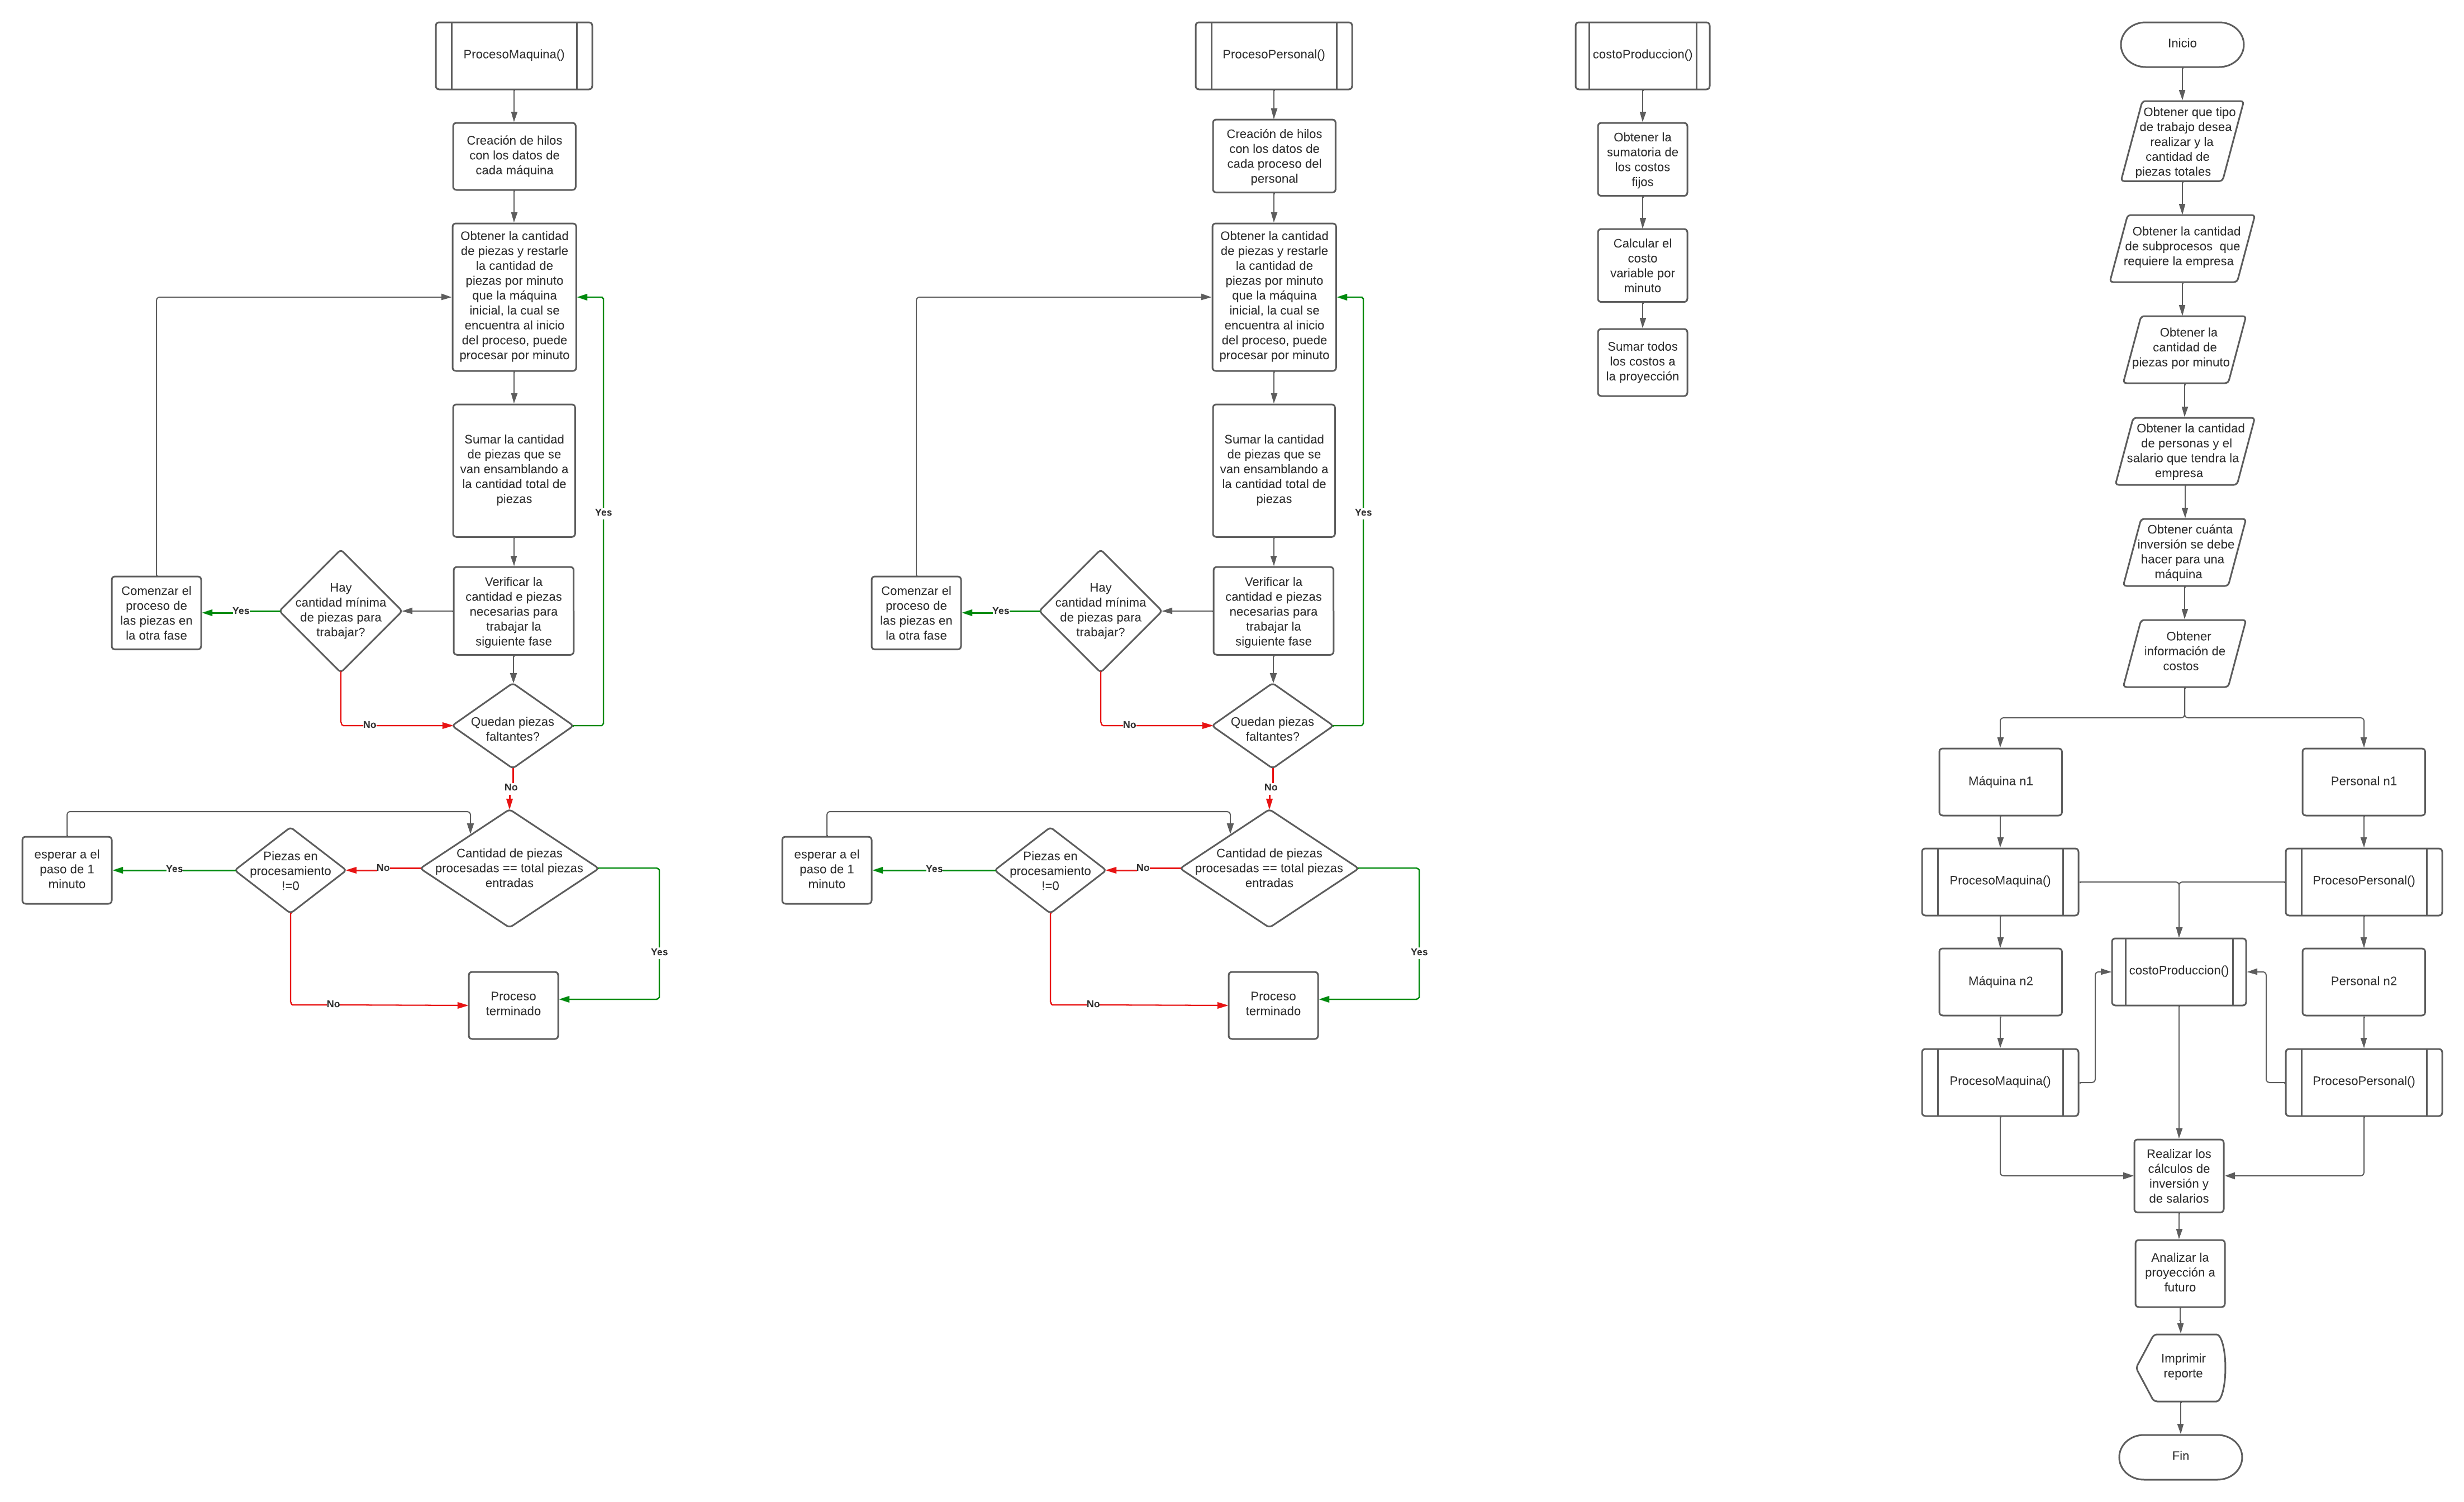 ProcesoMaquina()
Creación de hilos
con los datos de
cada máquina
Obtener la cantidad
de piezas y restarle
la cantidad de
piezas por minuto
que la máquina
inicial, la cual se
encuentra al inicio
del proceso, puede
procesar por minuto
Sumar la cantidad
de piezas que se
van ensamblando a
la cantidad total de
piezas
Yes
Verificar la
cantidad e piezas
necesarias para
trabajar la
siguiente fase
Hay
cantidad mínima
de piezas para
trabajar?
Yes
Comenzar el
proceso de
las piezas en
la otra fase
No
Quedan piezas
faltantes?
No
Cantidad de piezas
procesadas == total piezas
entradas
No
Piezas en
procesamiento
!=0
Yes
esperar a el
paso de 1
minuto
Yes
No
Proceso
terminado
ProcesoPersonal()
Creación de hilos
con los datos de
cada proceso del
personal
Obtener la cantidad
de piezas y restarle
la cantidad de
piezas por minuto
que la máquina
inicial, la cual se
encuentra al inicio
del proceso, puede
procesar por minuto
Sumar la cantidad
de piezas que se
van ensamblando a
la cantidad total de
piezas
Yes
Verificar la
cantidad e piezas
necesarias para
trabajar la
siguiente fase
Hay
cantidad mínima
de piezas para
trabajar?
Yes
Comenzar el
proceso de
las piezas en
la otra fase
No
Quedan piezas
faltantes?
No
Cantidad de piezas
procesadas == total piezas
entradas
No
Piezas en
procesamiento
!=0
Yes
esperar a el
paso de 1
minuto
Yes
No
Proceso
terminado
costoProduccion()
Obtener la
sumatoria de
los costos
fijos
Calcular el
costo
variable por
minuto
Sumar todos
los costos a
la proyección
Inicio
Obtener que tipo
de trabajo desea
realizar y la
cantidad de
piezas totales
Obtener la cantidad
de subprocesos que
requiere la empresa
Obtener la
cantidad de
piezas por minuto
Obtener la cantidad
de personas y el
salario que tendra la
empresa
Obtener cuánta
inversión se debe
hacer para una
máquina
Obtener
información de
costos
Máquina n1
Personal n1
ProcesoMaquina()
ProcesoPersonal()
Máquina n2
costoProduccion()
Personal n2
ProcesoMaquina()
ProcesoPersonal()
Realizar los
cálculos de
inversión y
de salarios
Analizar la
proyección a
futuro
Imprimir
reporte
Fin